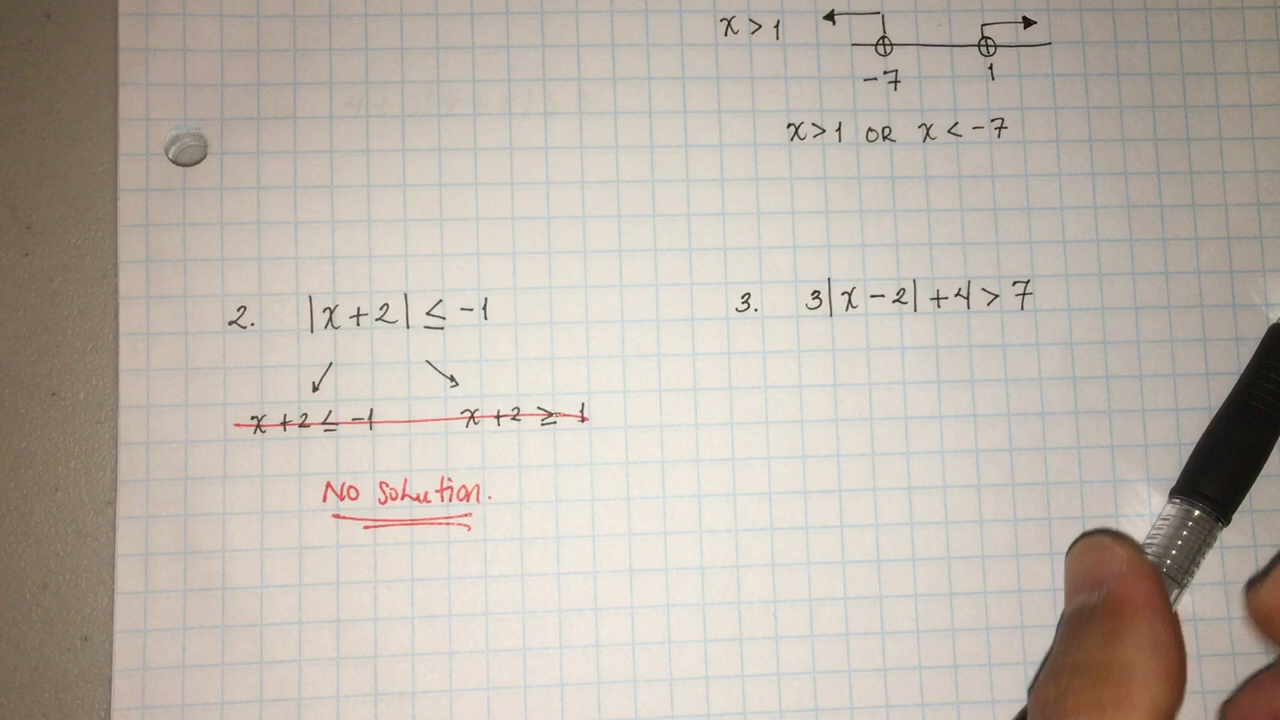 x > 1
-7 1
x > 1 OR x < -7
2. |x + 2| ≤ -1
x + 2 ≤ -1 x + 2 ≥ 1
No solution.
3. 3|x - 2| + 4 > 7